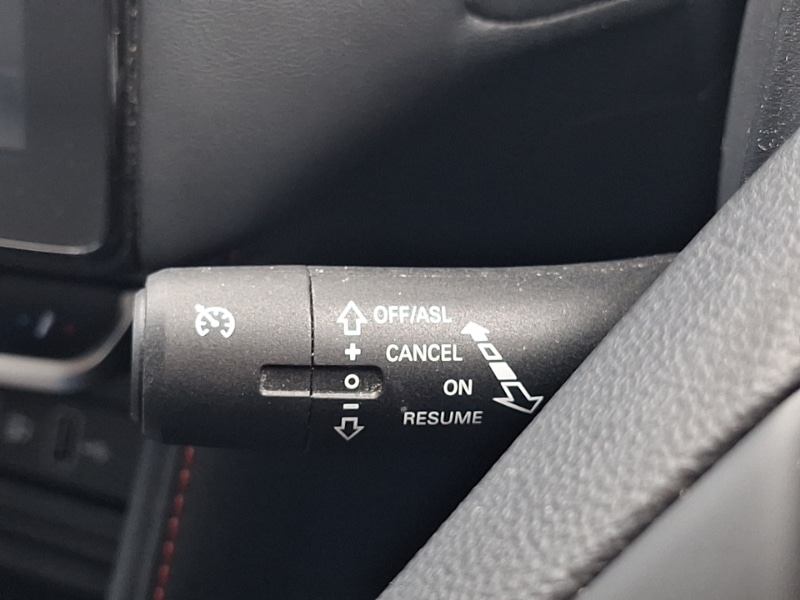 OFF/ASL
+ CANCEL
O ON
- RESUME